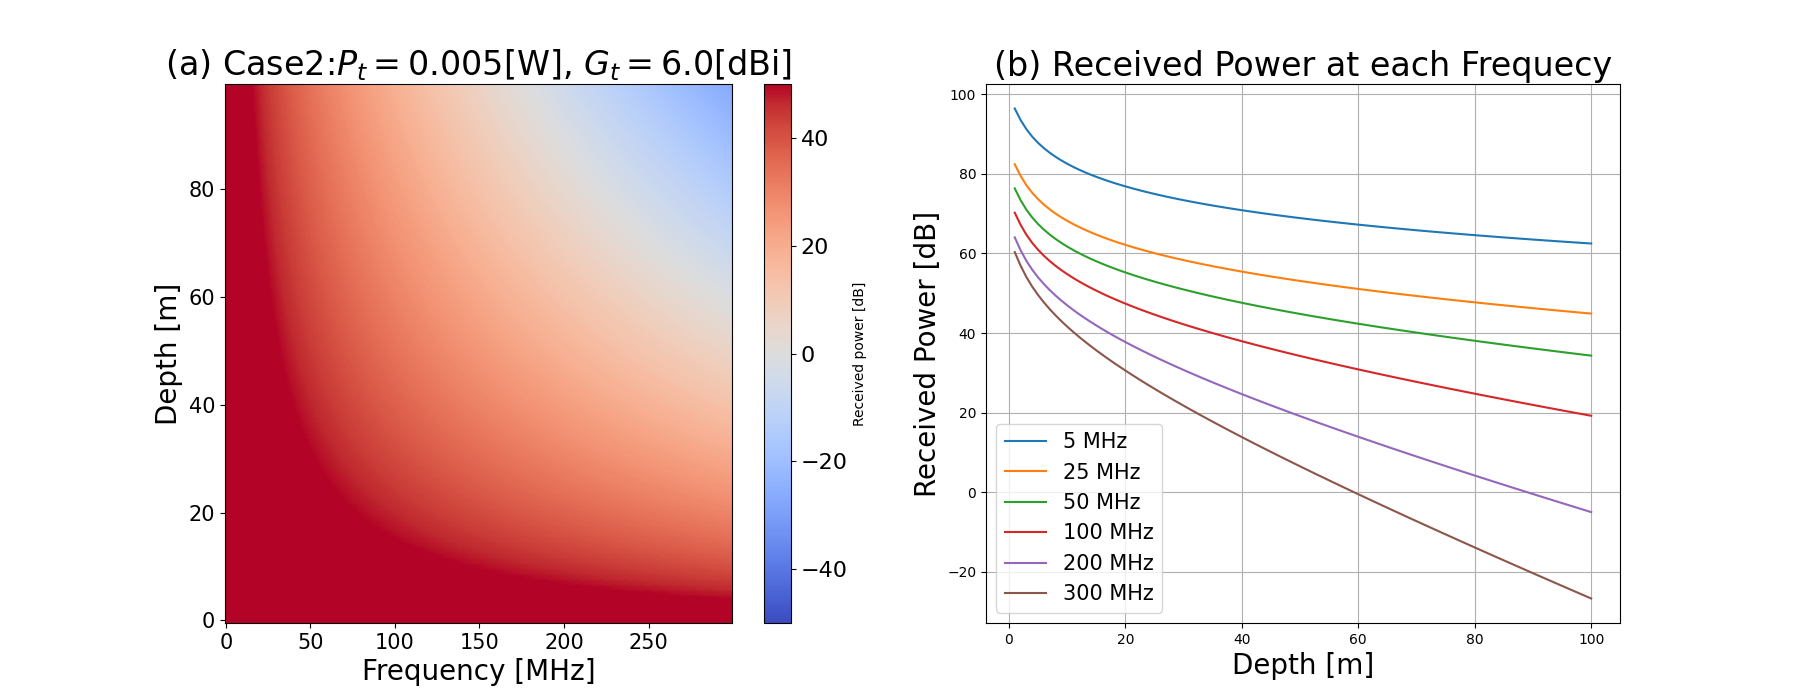 (a) Case2:P_t = 0.005[W], G_t = 6.0[dBi]
80
60
40
20
0
Depth [m]
0 50 100 150 200 250
Frequency [MHz]
40
20
0
−20
−40
Received power [dB]
(b) Received Power at each Frequecy
100
80
60
40
20
0
−20
Received Power [dB]
5 MHz
25 MHz
50 MHz
100 MHz
200 MHz
300 MHz
0 20 40 60 80 100
Depth [m]